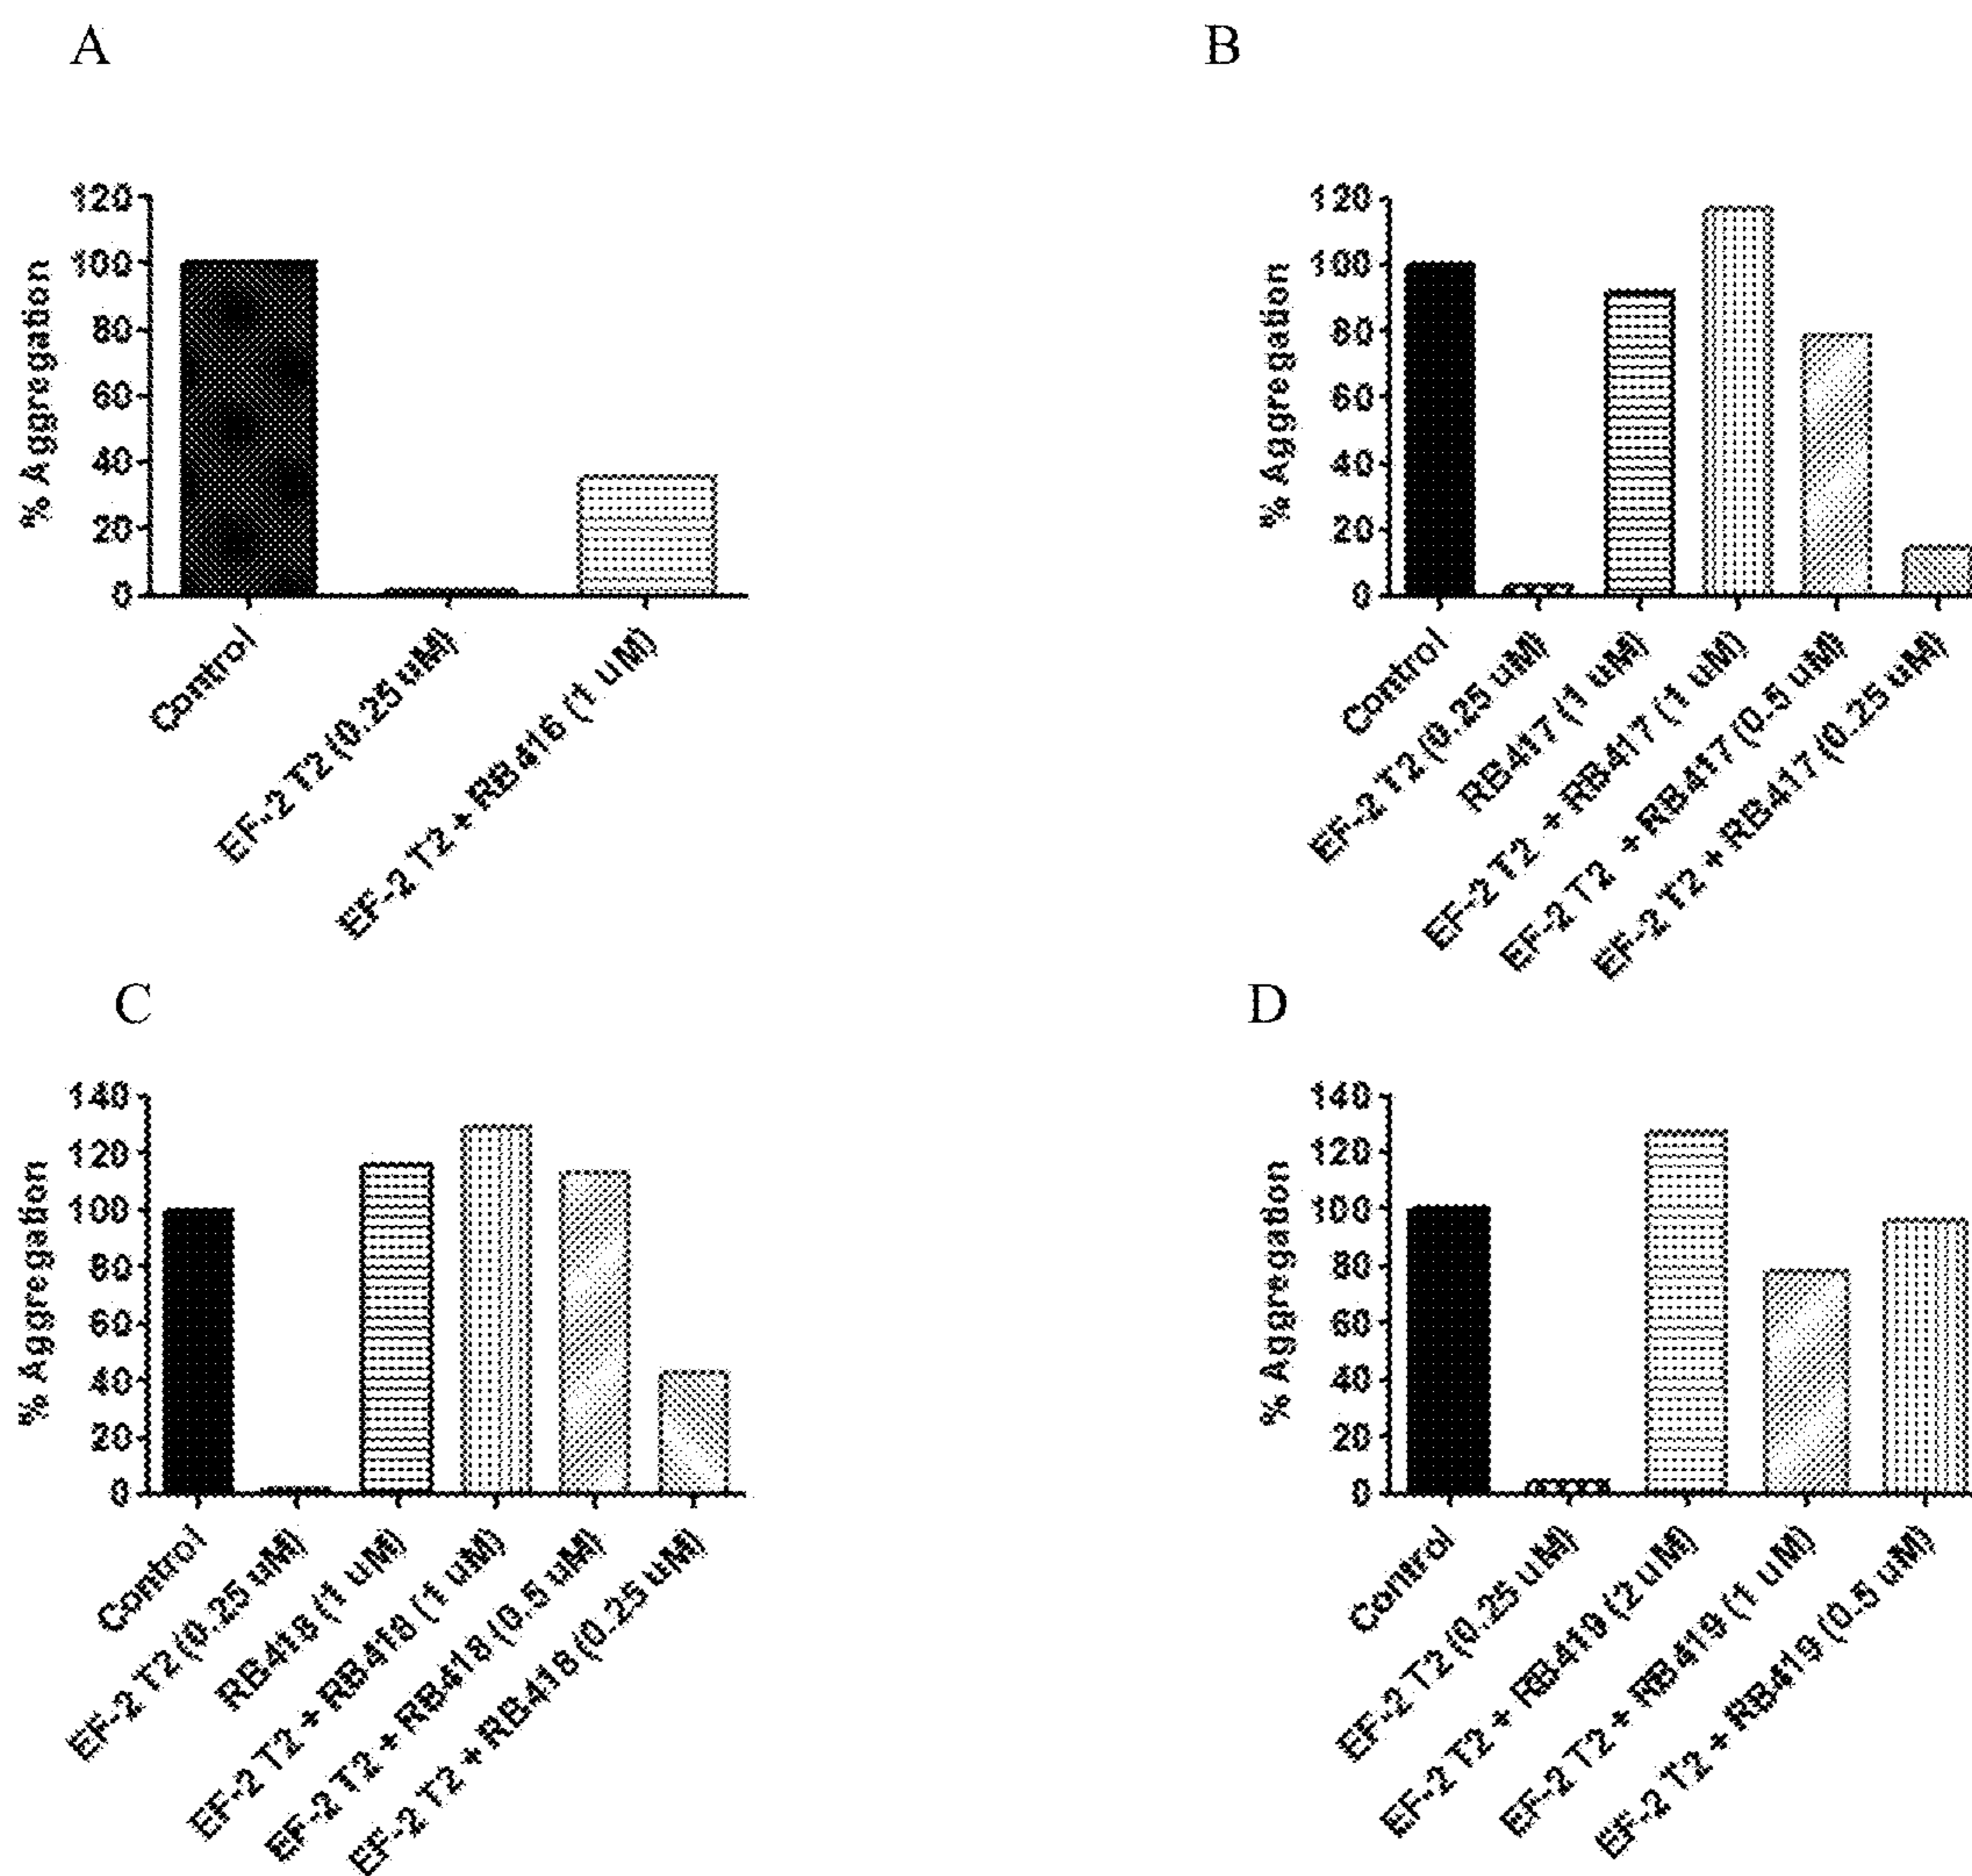 A
% Aggregation
120
100
80
60
40
20
0
Control
EF-2 T2 (0.25 uM)
EF-2 T2 + RB416 (1 uM)
B
% Aggregation
120
100
80
60
40
20
0
Control
EF-2 T2 (0.25 uM)
RB417 (1 uM)
EF-2 T2 + RB417 (1 uM)
EF-2 T2 + RB417 (0.5 uM)
EF-2 T2 + RB417 (0.25 uM)
C
% Aggregation
140
120
100
80
60
40
20
0
Control
EF-2 T2 (0.25 uM)
RB418 (1 uM)
EF-2 T2 + RB418 (1 uM)
EF-2 T2 + RB418 (0.5 uM)
EF-2 T2 + RB418 (0.25 uM)
D
% Aggregation
140
120
100
80
60
40
20
0
Control
EF-2 T2 (0.25 uM)
EF-2 T2 + RB419 (2 uM)
EF-2 T2 + RB419 (1 uM)
EF-2 T2 + RB419 (0.5 uM)